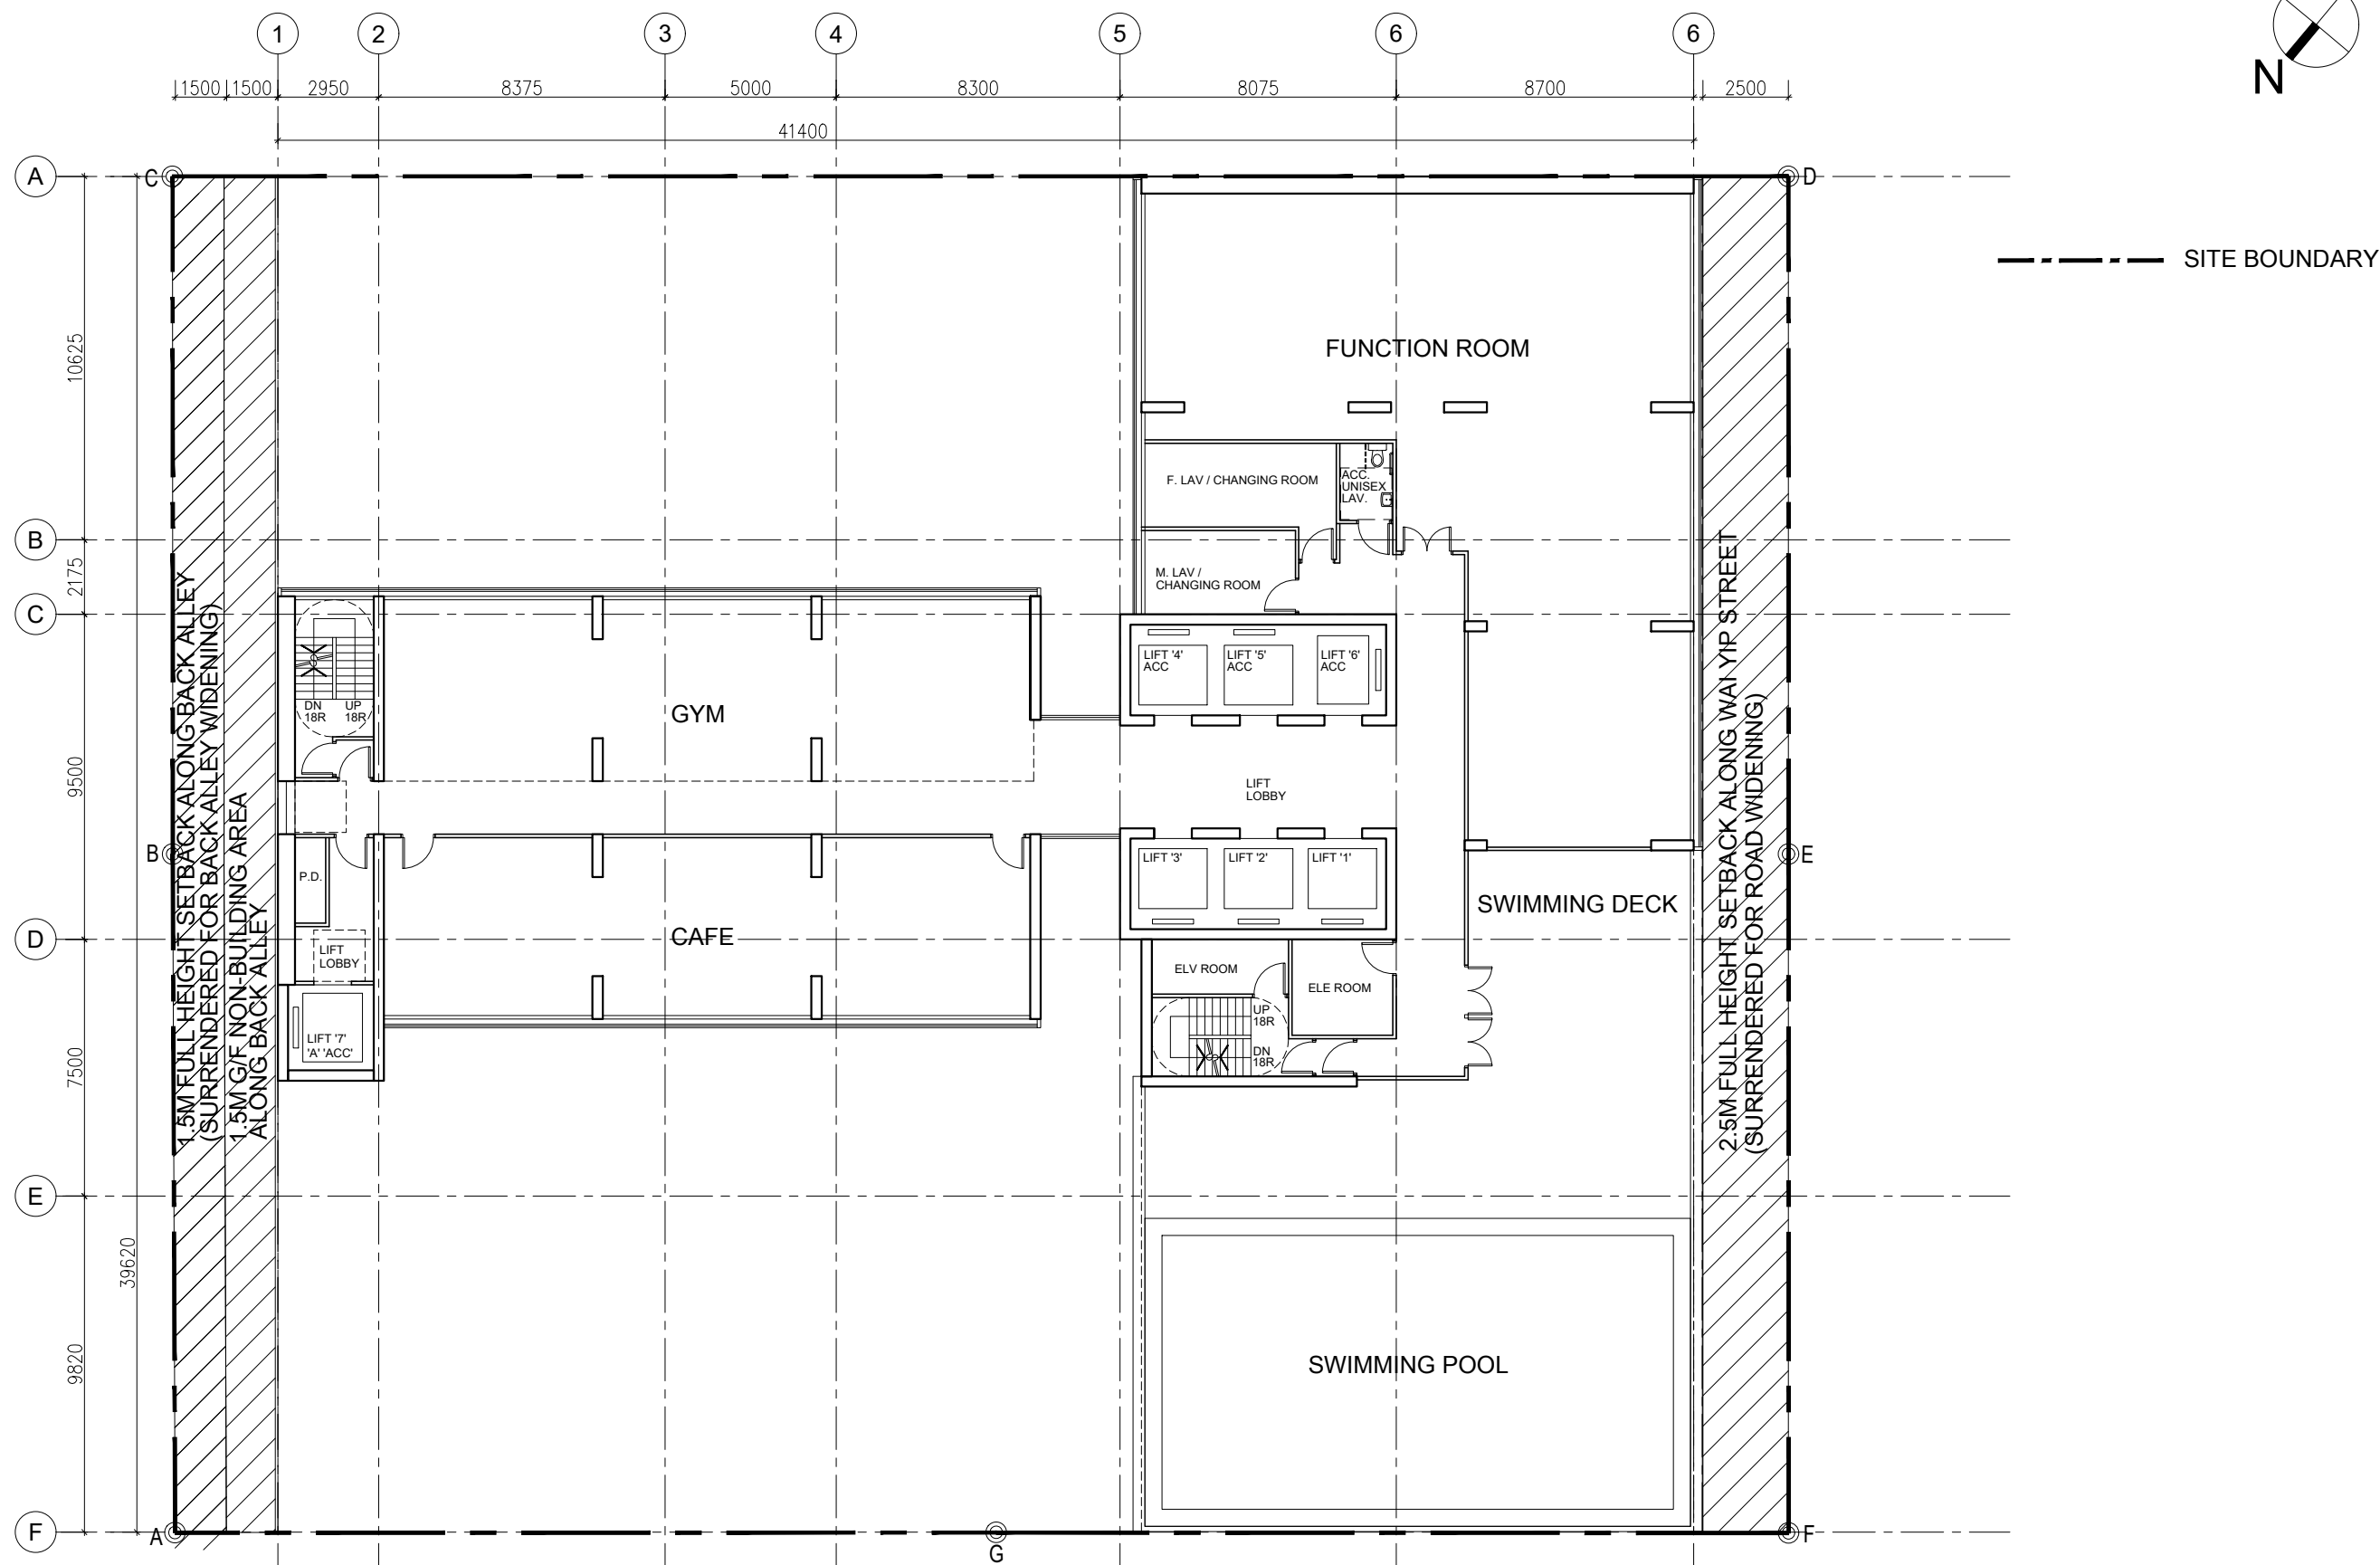 1
2
3
4
5
6
6
N
1500
1500
2950
8375
5000
8300
8075
8700
2500
41400
A
C
D
SITE BOUNDARY
10625
FUNCTION ROOM
F. LAV / CHANGING ROOM
ACC.
UNISEX
LAV.
B
2175
M. LAV /
CHANGING ROOM
C
LIFT '4'
ACC
LIFT '5'
ACC
LIFT '6'
ACC
DN
18R
UP
18R
GYM
9500
LIFT
LOBBY
B
E
LIFT '3'
LIFT '2'
LIFT '1'
P.D.
SWIMMING DECK
CAFE
D
LIFT
LOBBY
ELV ROOM
ELE ROOM
UP
18R
DN
18R
LIFT '7'
'A' 'ACC'
7500
1.5M FULL HEIGHT SETBACK ALONG BACK ALLEY
(SURRENDERED FOR BACK ALLEY WIDENING)
1.5M G/F NON-BUILDING AREA
ALONG BACK ALLEY
2.5M FULL HEIGHT SETBACK ALONG WAI YIP STREET
(SURRENDERED FOR ROAD WIDENING)
E
39620
9820
SWIMMING POOL
F
A
G
F